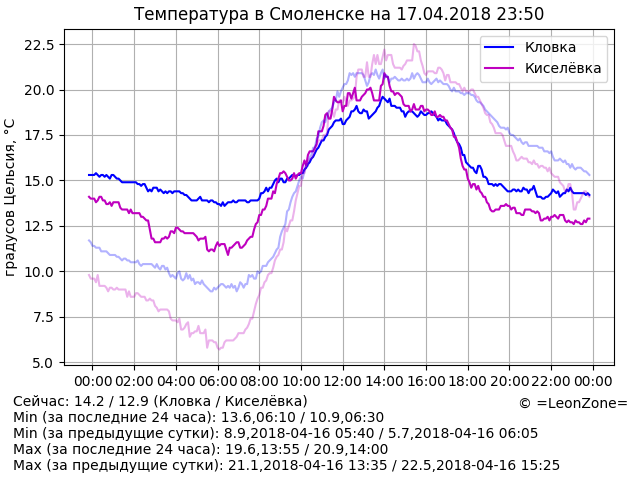 Температура в Смоленске на 17.04.2018 23:50
Кловка
Киселёвка
градусов Цельсия, °C
22.5
20.0
17.5
15.0
12.5
10.0
7.5
5.0
00:00 02:00 04:00 06:00 08:00 10:00 12:00 14:00 16:00 18:00 20:00 22:00 00:00
Сейчас: 14.2 / 12.9 (Кловка / Киселёвка)
© =LeonZone=
Min (за последние 24 часа): 13.6,06:10 / 10.9,06:30
Min (за предыдущие сутки): 8.9,2018-04-16 05:40 / 5.7,2018-04-16 06:05
Max (за последние 24 часа): 19.6,13:55 / 20.9,14:00
Max (за предыдущие сутки): 21.1,2018-04-16 13:35 / 22.5,2018-04-16 15:25